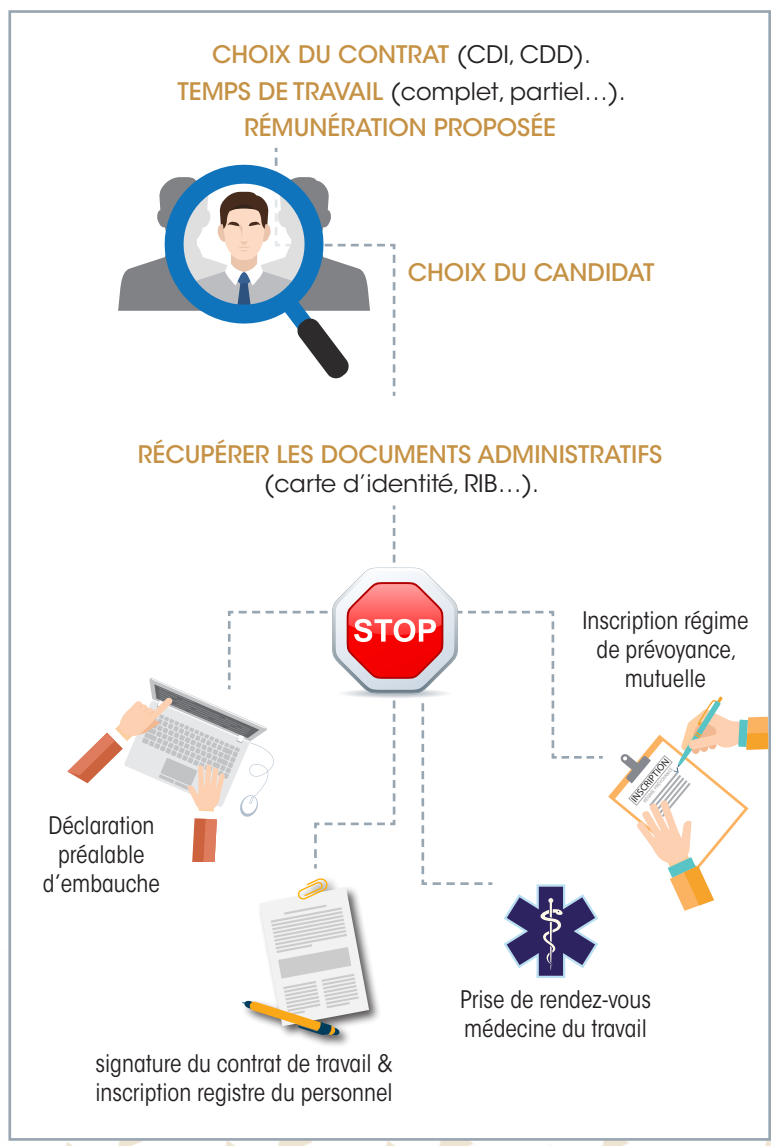 CHOIX DU CONTRAT (CDI, CDD).
TEMPS DE TRAVAIL (complet, partiel…).
RÉMUNÉRATION PROPOSÉE
CHOIX DU CANDIDAT
RÉCUPÉRER LES DOCUMENTS ADMINISTRATIFS
(carte d’identité, RIB…).
STOP
Inscription régime
de prévoyance,
mutuelle
INSCRIPTION
Déclaration
préalable
d’embauche
Prise de rendez-vous
médecine du travail
signature du contrat de travail &
inscription registre du personnel